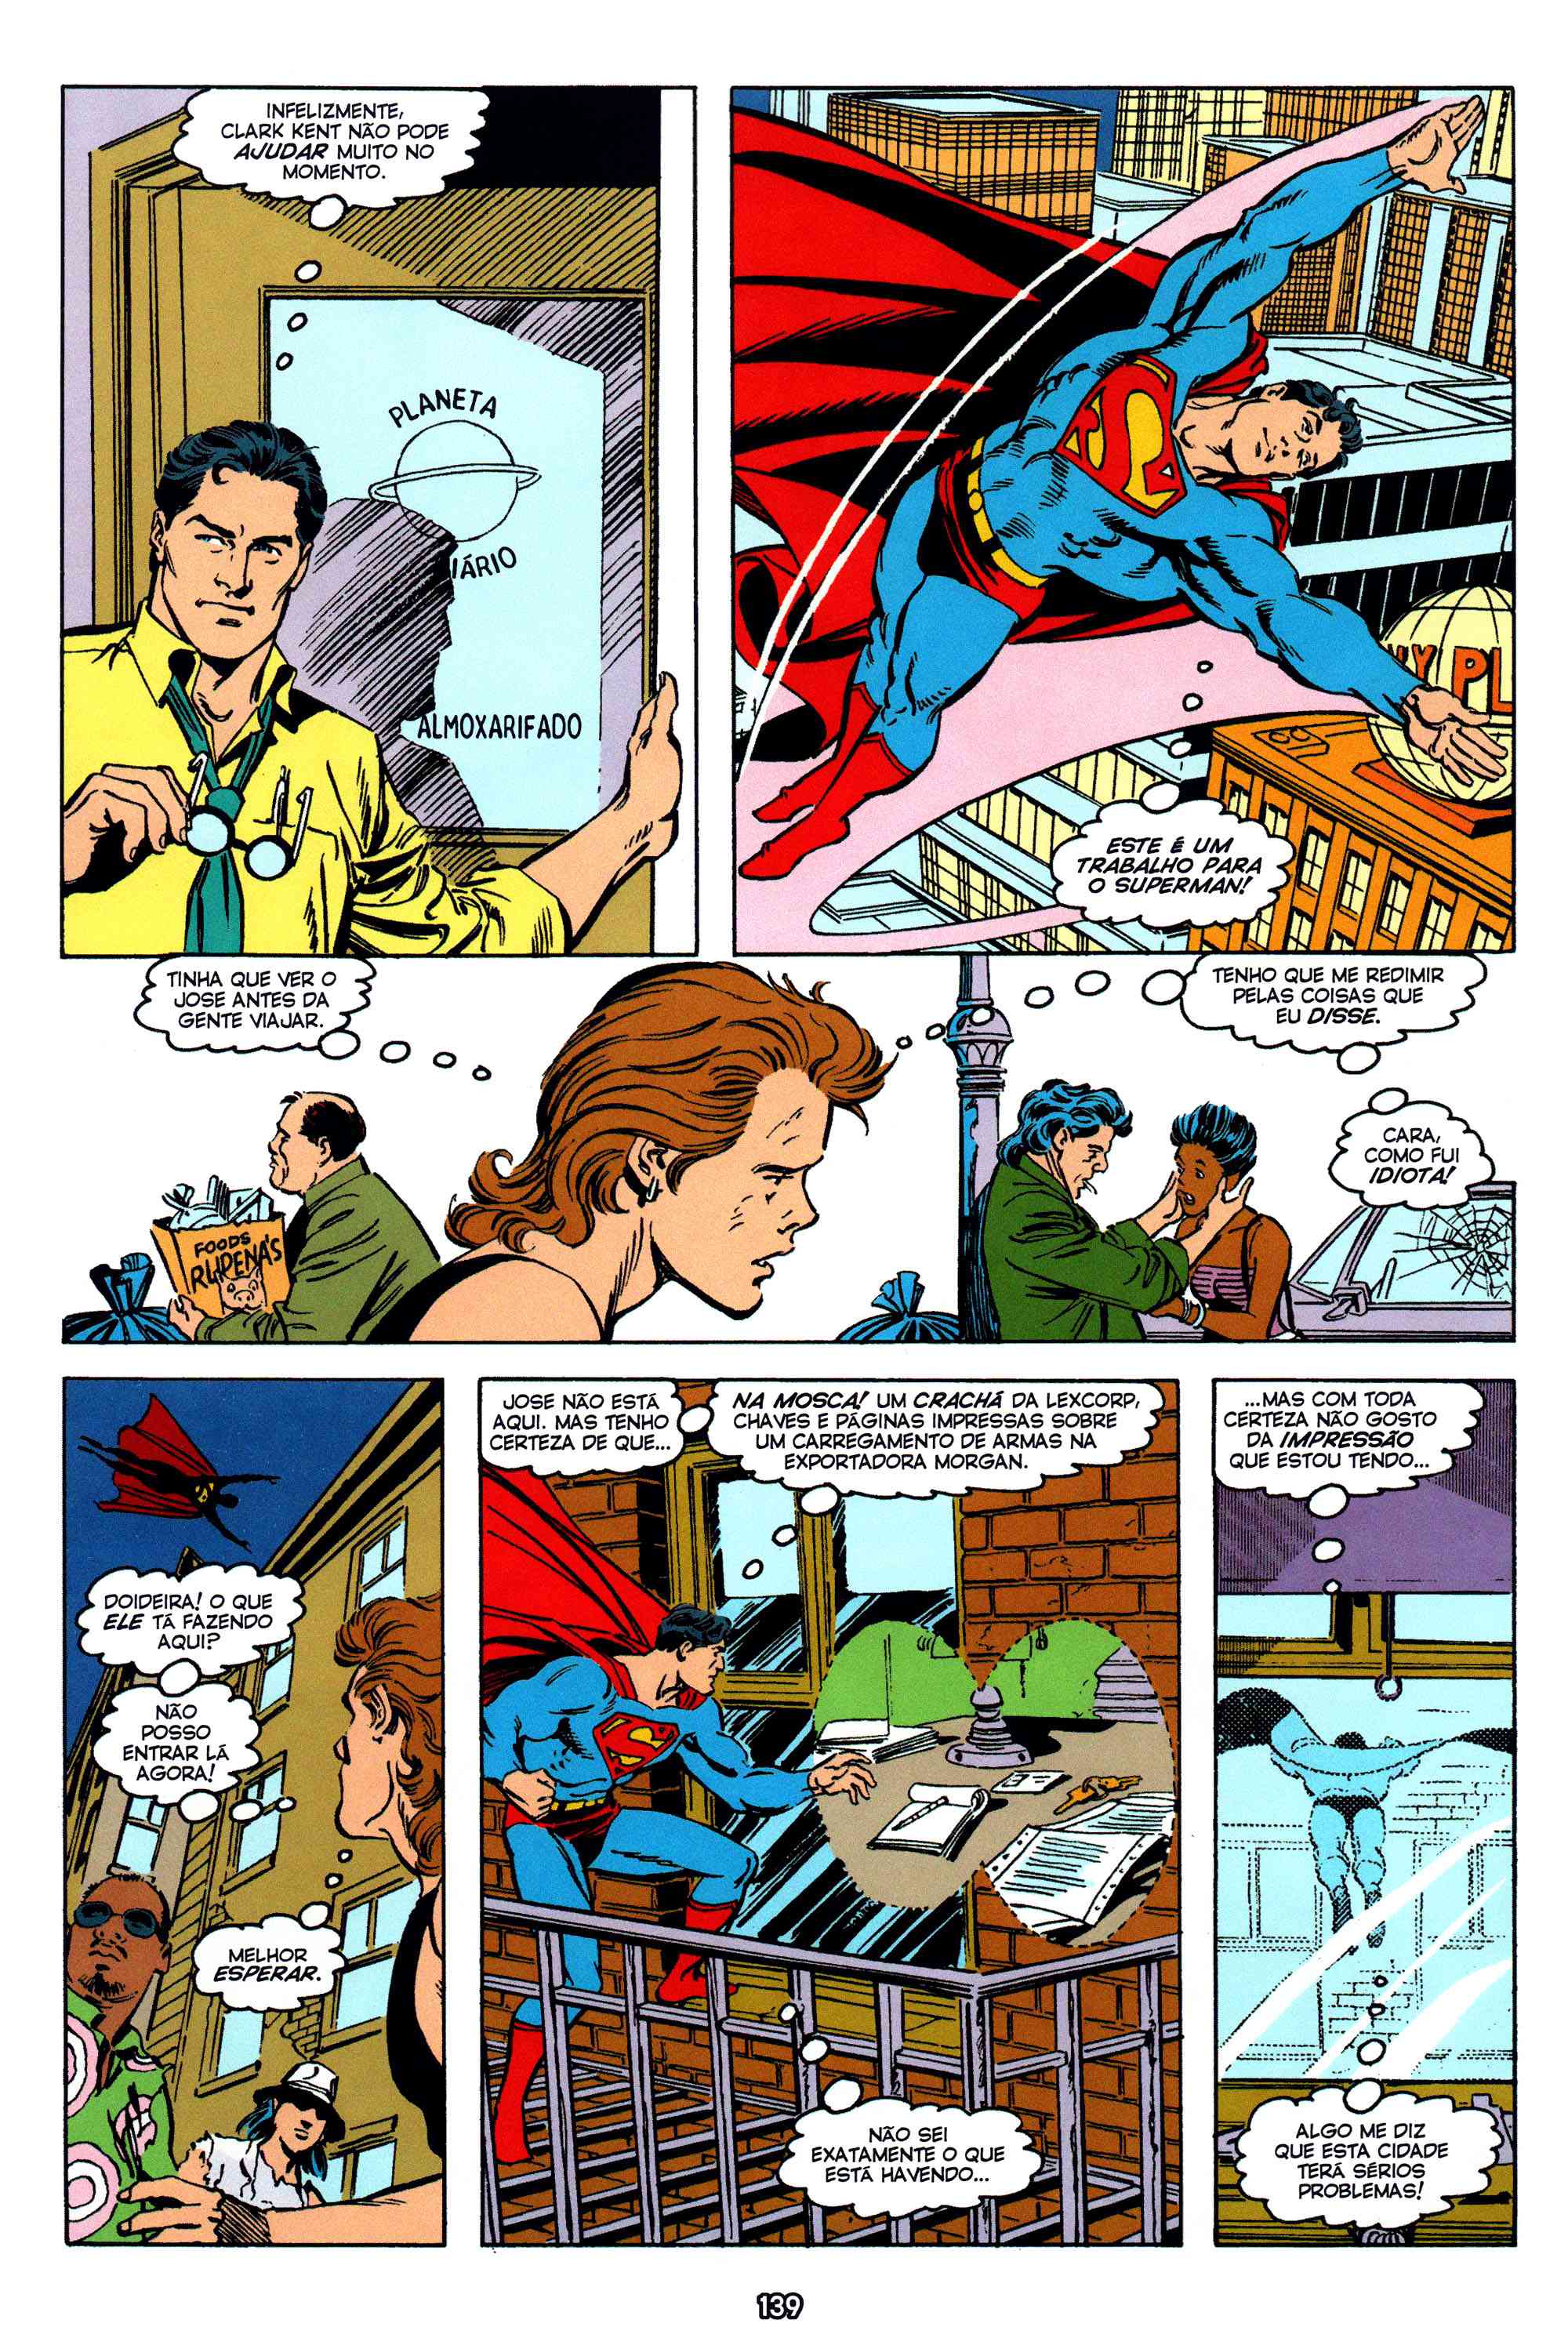 INFELIZMENTE,
CLARK KENT NÃO PODE
AJUDAR MUITO NO
MOMENTO.
PLANETA
IÁRIO
ALMOXARIFADO
Y PL
ESTE É UM
TRABALHO PARA
O SUPERMAN!
TINHA QUE VER O
JOSE ANTES DA
GENTE VIAJAR.
TENHO QUE ME REDIMIR
PELAS COISAS QUE
EU DISSE.
CARA,
COMO FUI
IDIOTA!
FOODS
RUPENA'S
DOIDEIRA! O QUE
ELE TÁ FAZENDO
AQUI?
NÃO
POSSO
ENTRAR LÁ
AGORA!
MELHOR
ESPERAR.
JOSE NÃO ESTÁ
AQUI. MAS TENHO
CERTEZA DE QUE...
NA MOSCA! UM CRACHÁ DA LEXCORP,
CHAVES E PÁGINAS IMPRESSAS SOBRE
UM CARREGAMENTO DE ARMAS NA
EXPORTADORA MORGAN.
NÃO SEI
EXATAMENTE O QUE
ESTÁ HAVENDO...
...MAS COM TODA
CERTEZA NÃO GOSTO
DA IMPRESSÃO
QUE ESTOU TENDO...
ALGO ME DIZ
QUE ESTA CIDADE
TERÁ SÉRIOS
PROBLEMAS!
139